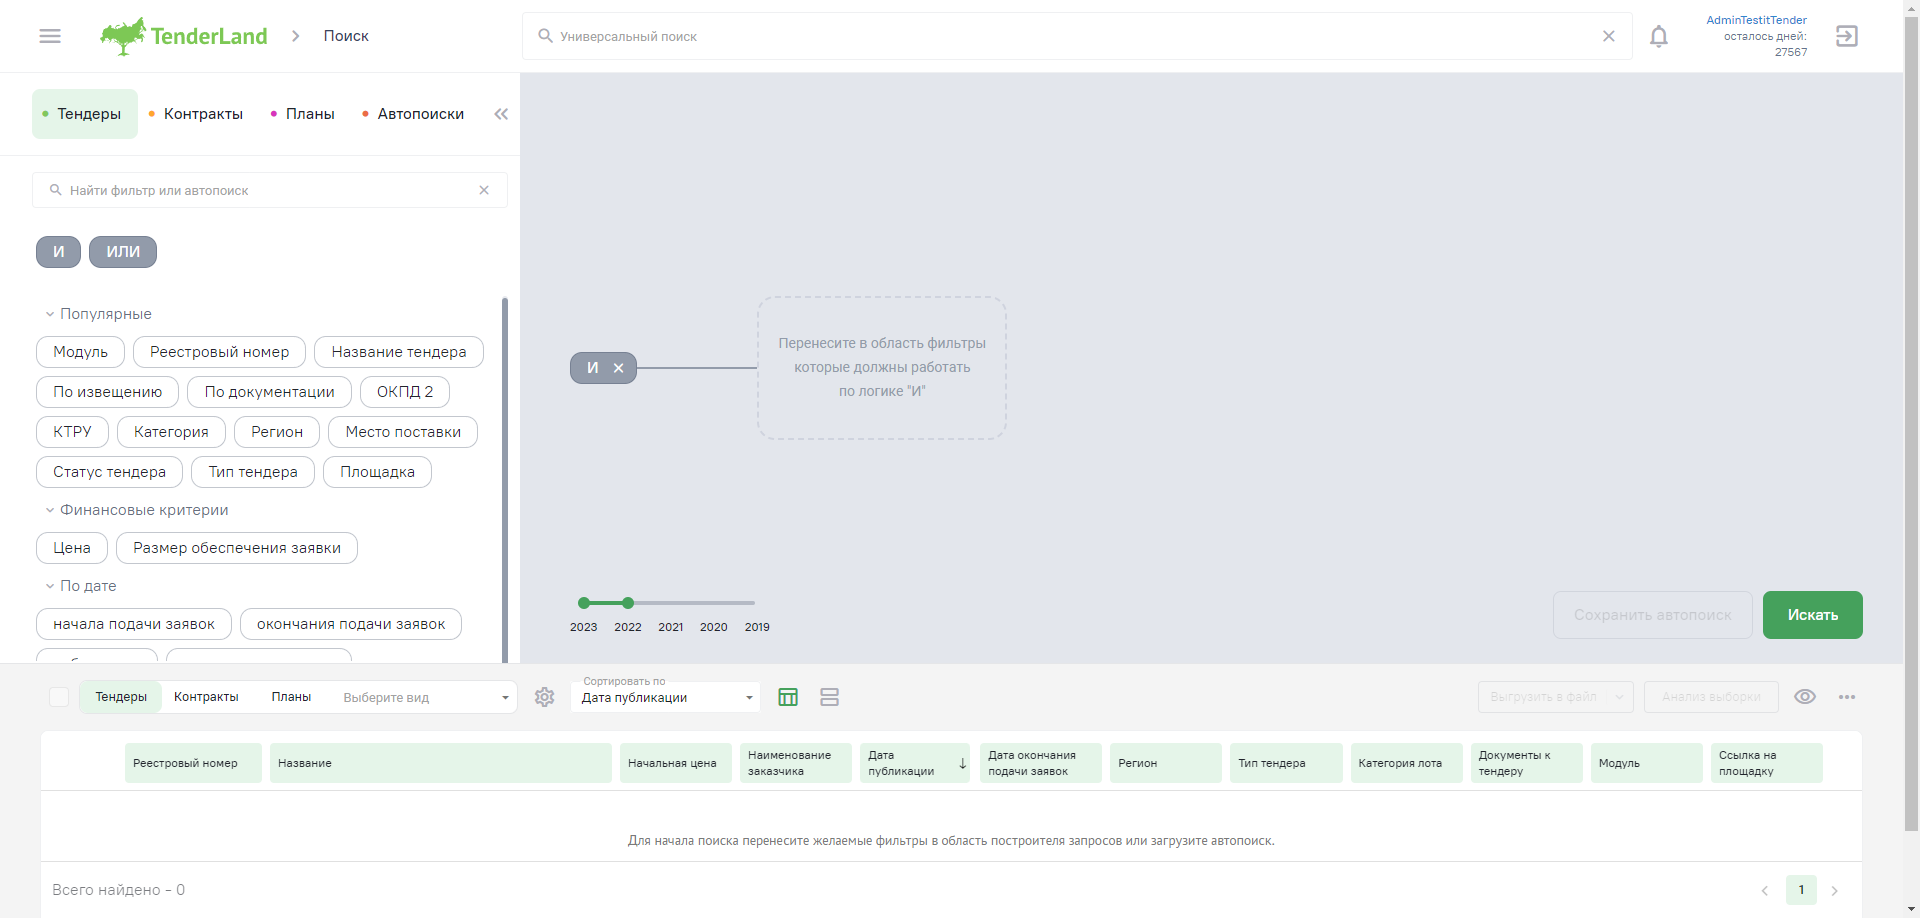 TenderLand
Поиск
Универсальный поиск
AdminTestitTender
осталось дней:
27567
Тендеры
Контракты
Планы
Автопоиски
Найти фильтр или автопоиск
И
ИЛИ
Популярные
Модуль
Реестровый номер
Название тендера
По извещению
По документации
ОКПД 2
КТРУ
Категория
Регион
Место поставки
Статус тендера
Тип тендера
Площадка
Финансовые критерии
Цена
Размер обеспечения заявки
По дате
начала подачи заявок
окончания подачи заявок
И
Перенесите в область фильтры
которые должны работать
по логике "И"
2023
2022
2021
2020
2019
Сохранить автопоиск
Искать
Тендеры
Контракты
Планы
Выберите вид
Сортировать по
Дата публикации
Выгрузить в файл
Анализ выборки
Реестровый номер
Название
Начальная цена
Наименование
заказчика
Дата
публикации
Дата окончания
подачи заявок
Регион
Тип тендера
Категория лота
Документы к
тендеру
Модуль
Ссылка на
площадку
Для начала поиска перенесите желаемые фильтры в область построителя запросов или загрузите автопоиск.
Всего найдено - 0
1